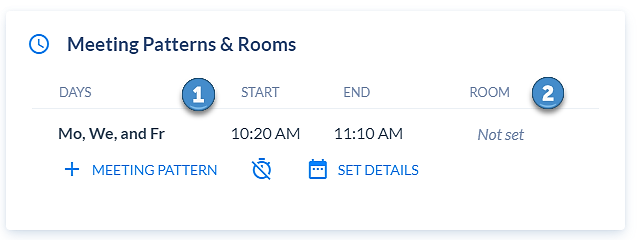 Meeting Patterns & Rooms
DAYS 1 START END ROOM 2
Mo, We, and Fr 10:20 AM 11:10 AM Not set
+ MEETING PATTERN SET DETAILS